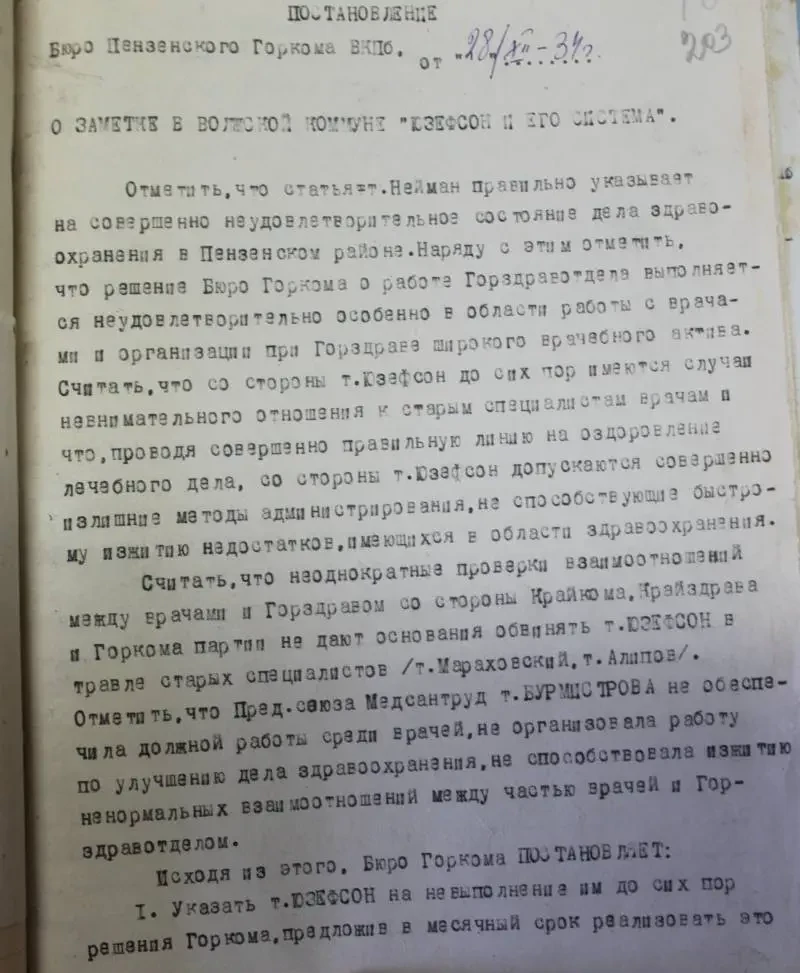 ПОСТАНОВЛЕНИЕ
203
Бюро Пензенского Горкома ВКПб. от "28/XII-34г.
О ЗАМЕТКЕ В ВОЛЖСКОЙ КОММУНЕ "ЮЗЕФСОН И ЕГО СИСТЕМА".
Отметить,что статья т.Нейман правильно указывает
на совершенно неудовлетворительное состояние дела здраво-
охранения в Пензенском районе.Наряду с этим отметить,
что решение Бюро Горкома о работе Горздравотдела выполняет-
ся неудовлетворительно особенно в области работы с врача-
ми и организации при Горздраве широкого врачебного актива.
Считать,что со стороны т.Юзефсон до сих пор имеются случаи
невнимательного отношения к старым специалистам врачам и
что,проводя совершенно правильную линию на оздоровление
лечебного дела, со стороны т.Юзефсон допускаются совершенно
излишние методы администрирования,не способствующие быстро-
му изжитию недостатков,имеющихся в области здравоохранения.
Считать,что неоднократные проверки взаимоотношений
между врачами и Горздравом со стороны Крайкома,Крайздрава
и Горкома партии не дают основания обвинять т.ЮЗЕФСОН в
травле старых специалистов /т.Мараховский,т.Алипов/.
Отметить,что Пред.союза Медсантруд т.БУРМИСТРОВА не обеспе-
чила должной работы среди врачей,не организовала работу
по улучшению дела здравоохранения,не способствовала изжитию
ненормальных взаимоотношений между частью врачей и Гор-
здравотделом.
Исходя из этого, Бюро Горкома ПОСТАНОВЛЯЕТ:
I. Указать т.ЮЗЕФСОН на невыполнение им до сих пор
решения Горкома,предложив в месячный срок реализовать это